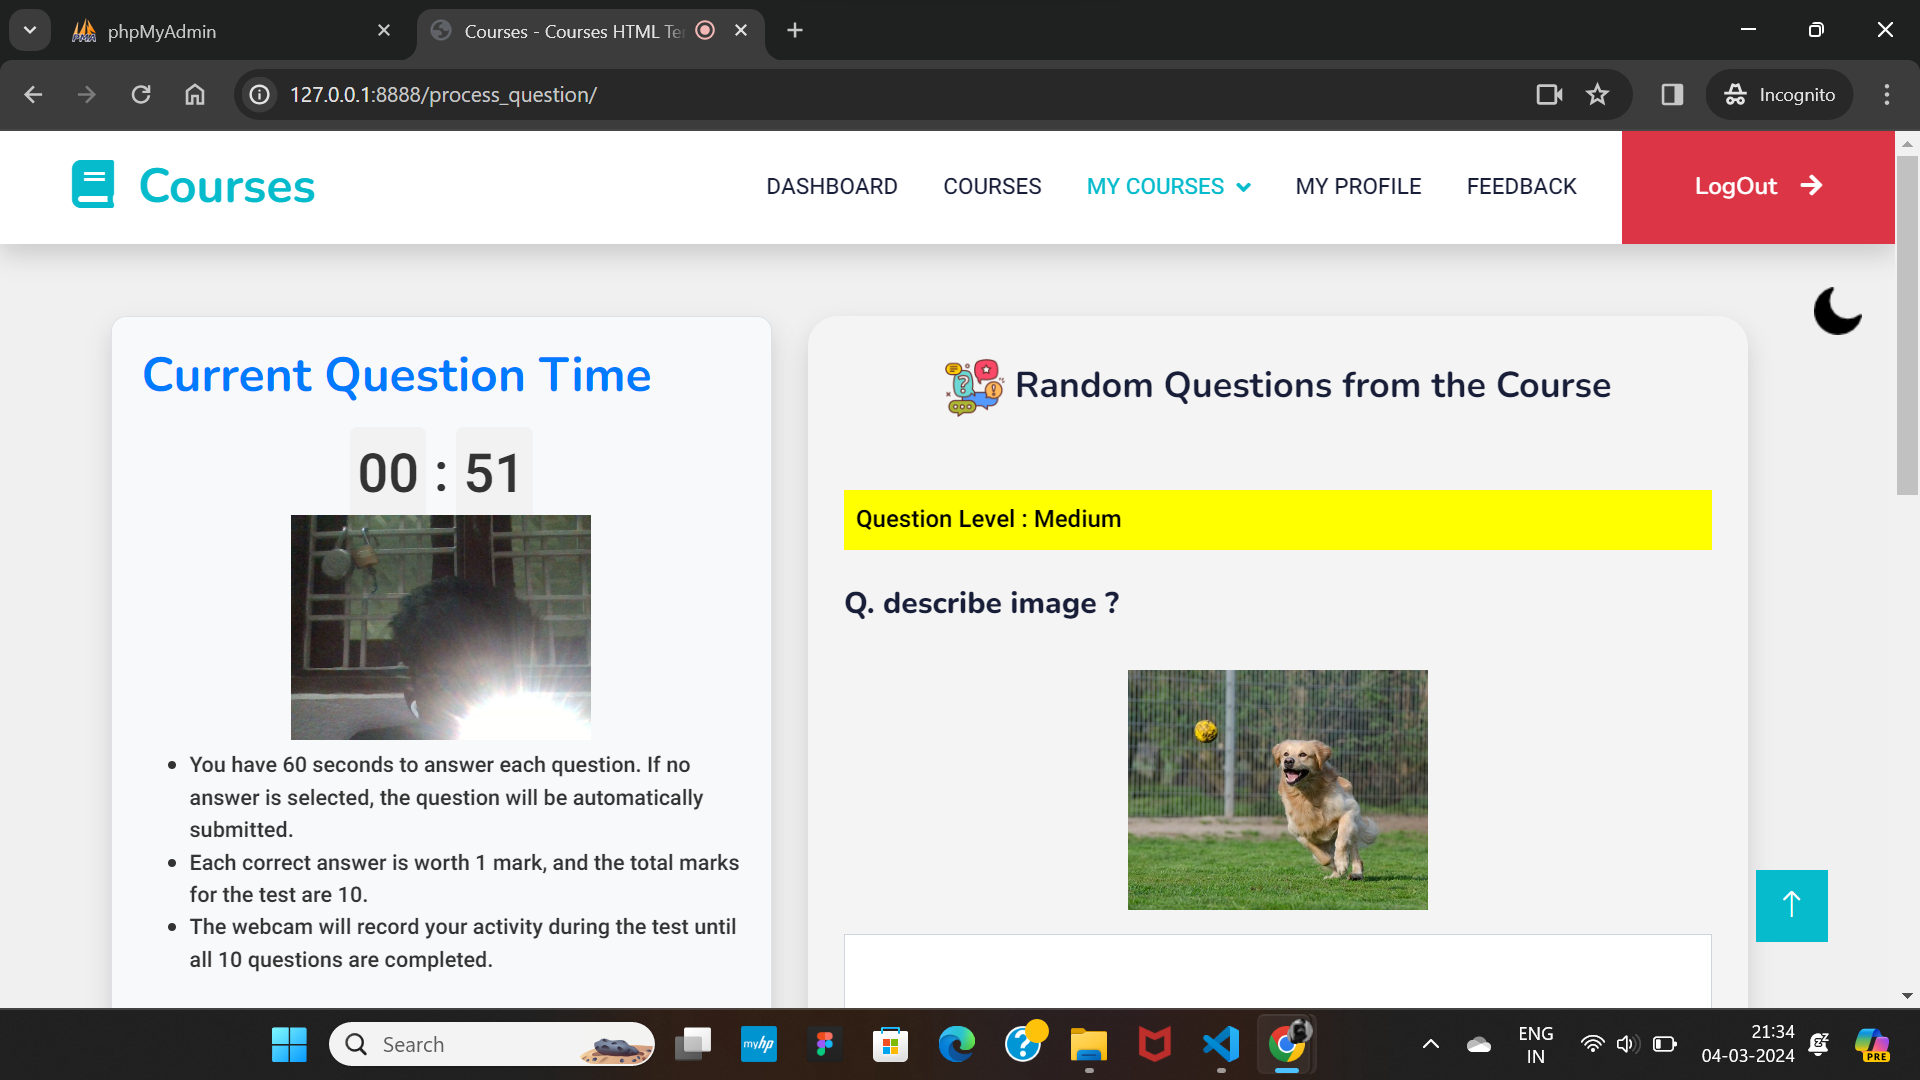 phpMyAdmin
Courses - Courses HTML Te
127.0.0.1:8888/process_question/
Incognito
Courses
DASHBOARD
COURSES
MY COURSES
MY PROFILE
FEEDBACK
LogOut
Current Question Time
00 : 51
You have 60 seconds to answer each question. If no
answer is selected, the question will be automatically
submitted.
Each correct answer is worth 1 mark, and the total marks
for the test are 10.
The webcam will record your activity during the test until
all 10 questions are completed.
Random Questions from the Course
Question Level : Medium
Q. describe image ?
Search
myhp
ENG
IN
21:34
04-03-2024
PRE